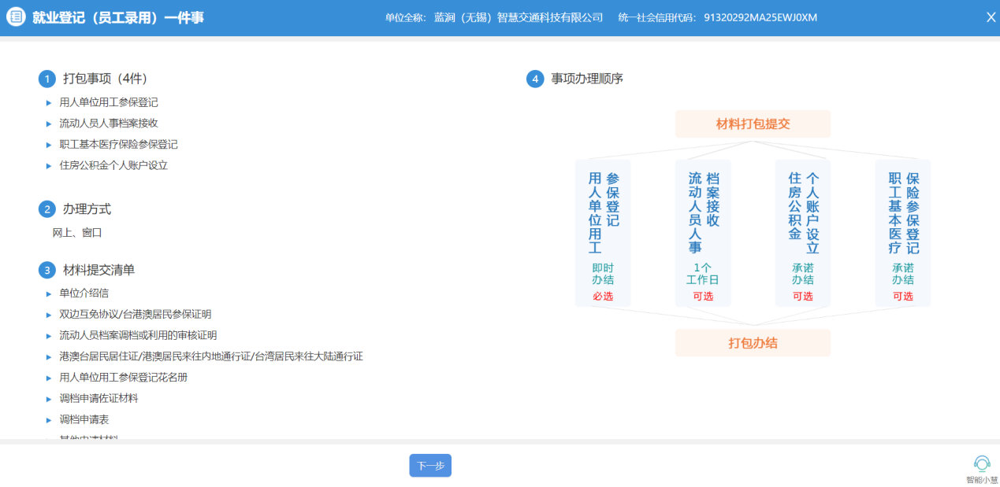 就业登记（员工录用）一件事
单位全称： 蓝涧（无锡）智慧交通科技有限公司 统一社会信用代码： 91320292MA25EWJ0XM
X
1 打包事项（4件）
用人单位用工参保登记
流动人员人事档案接收
职工基本医疗保险参保登记
住房公积金个人账户设立
2 办理方式
网上、窗口
3 材料提交清单
单位介绍信
双边互免协议/台港澳居民参保证明
流动人员档案调档或利用的审核证明
港澳台居民居住证/港澳居民来往内地通行证/台湾居民来往大陆通行证
用人单位用工参保登记花名册
调档申请佐证材料
调档申请表
其他申请材料
4 事项办理顺序
材料打包提交
用人单位用工
参保登记
即时
办结
必选
流动人员人事
档案接收
1个
工作日
可选
住房公积金
个人账户设立
承诺
办结
可选
职工基本医疗
保险参保登记
承诺
办结
可选
打包办结
下一步
智能小慧